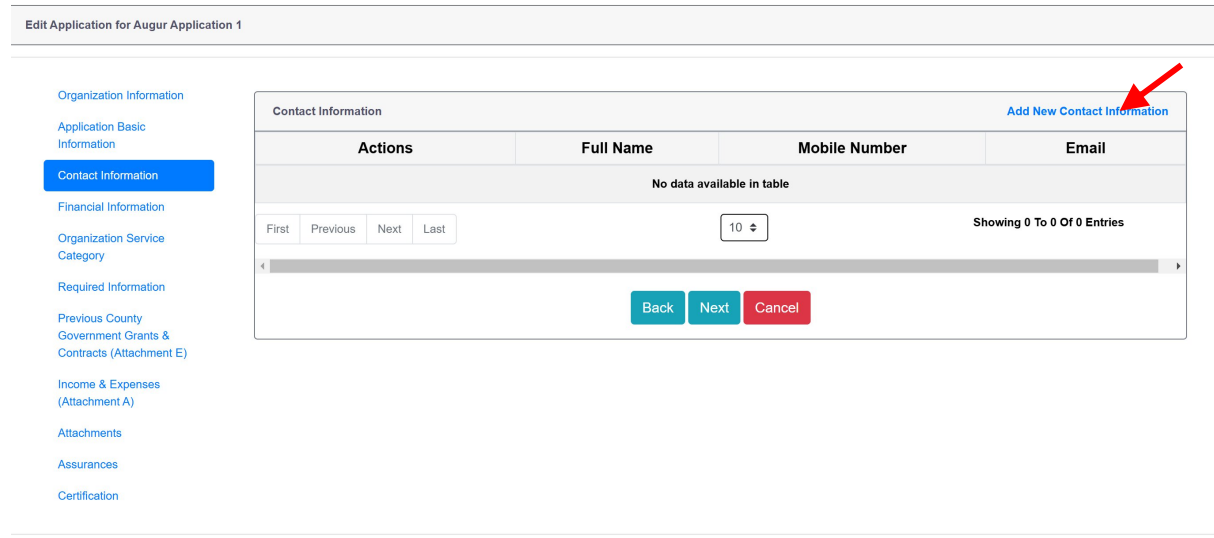 Edit Application for Augur Application 1
Organization Information
Application Basic
Information
Contact Information
Financial Information
Organization Service
Category
Required Information
Previous County
Government Grants &
Contracts (Attachment E)
Income & Expenses
(Attachment A)
Attachments
Assurances
Certification
Contact Information Add New Contact Information
Actions Full Name Mobile Number Email
No data available in table
First Previous Next Last 10 Showing 0 To 0 Of 0 Entries
Back Next Cancel